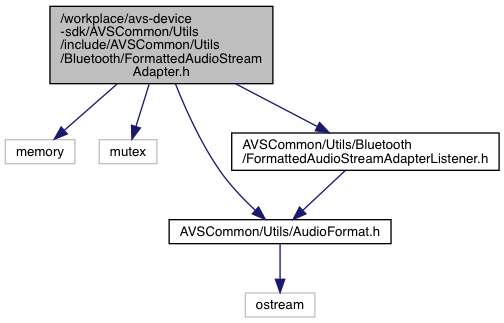 /workplace/avs-device
-sdk/AVSCommon/Utils
/include/AVSCommon/Utils
/Bluetooth/FormattedAudioStream
Adapter.h
memory
mutex
AVSCommon/Utils/Bluetooth
/FormattedAudioStreamAdapterListener.h
AVSCommon/Utils/AudioFormat.h
ostream